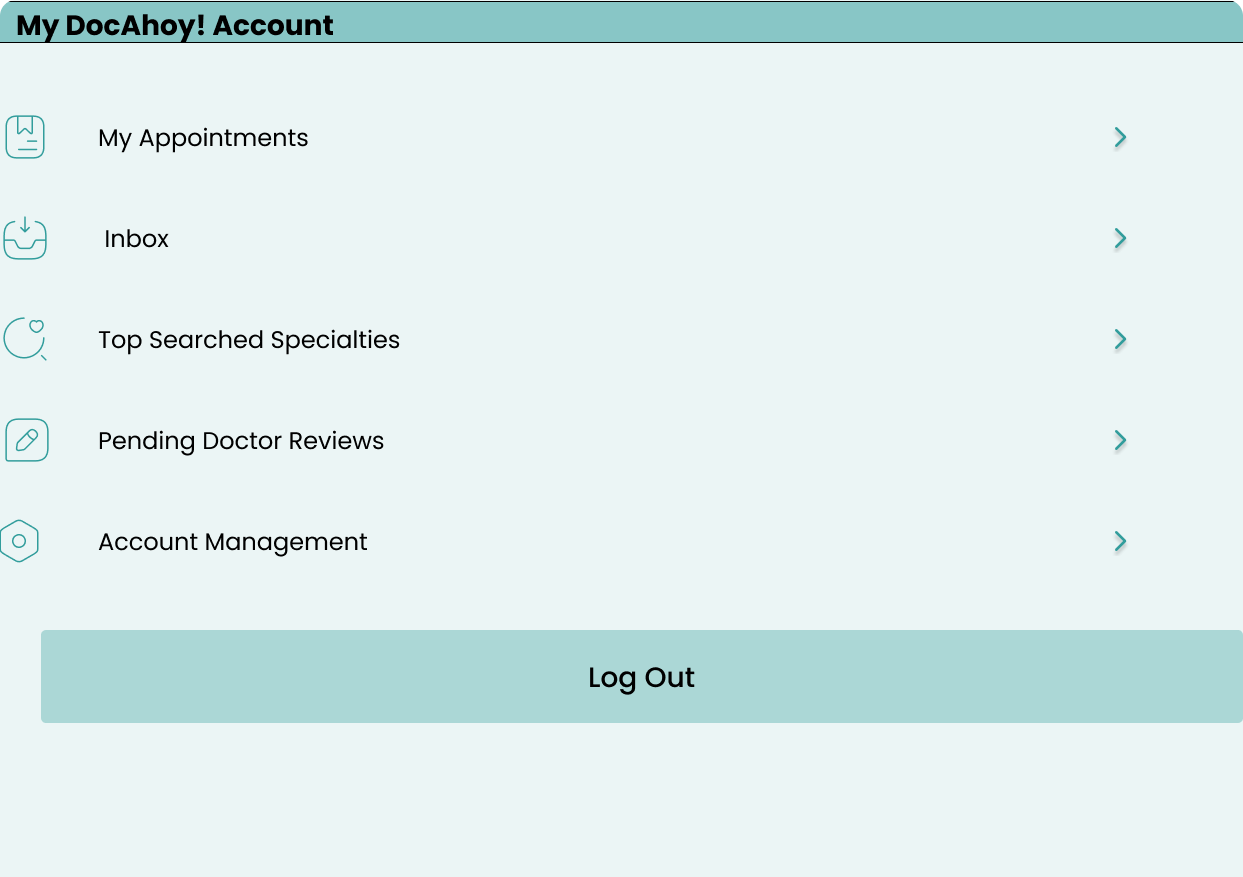 My DocAhoy! Account
My Appointments
Inbox
Top Searched Specialties
Pending Doctor Reviews
Account Management
Log Out